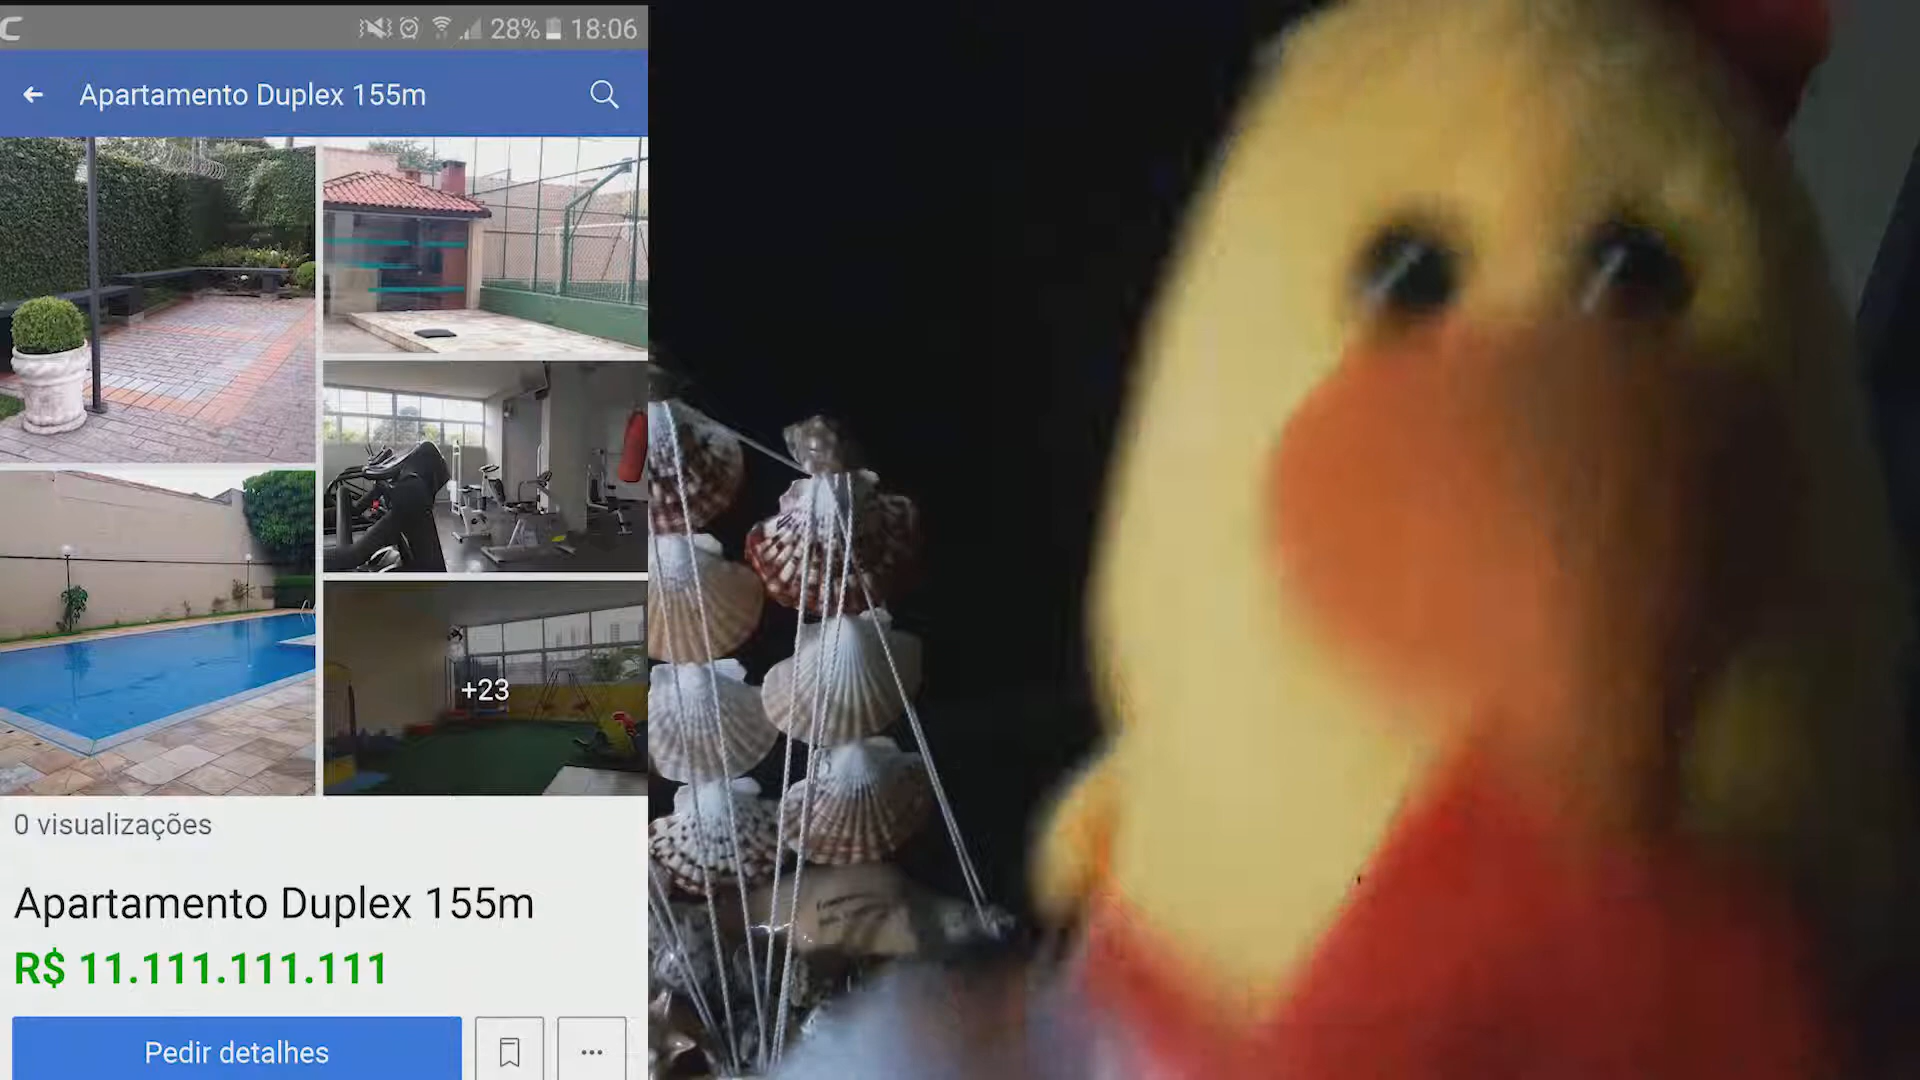 28% 18:06
Apartamento Duplex 155m
+23
0 visualizações
Apartamento Duplex 155m
R$ 11.111.111.111
Pedir detalhes